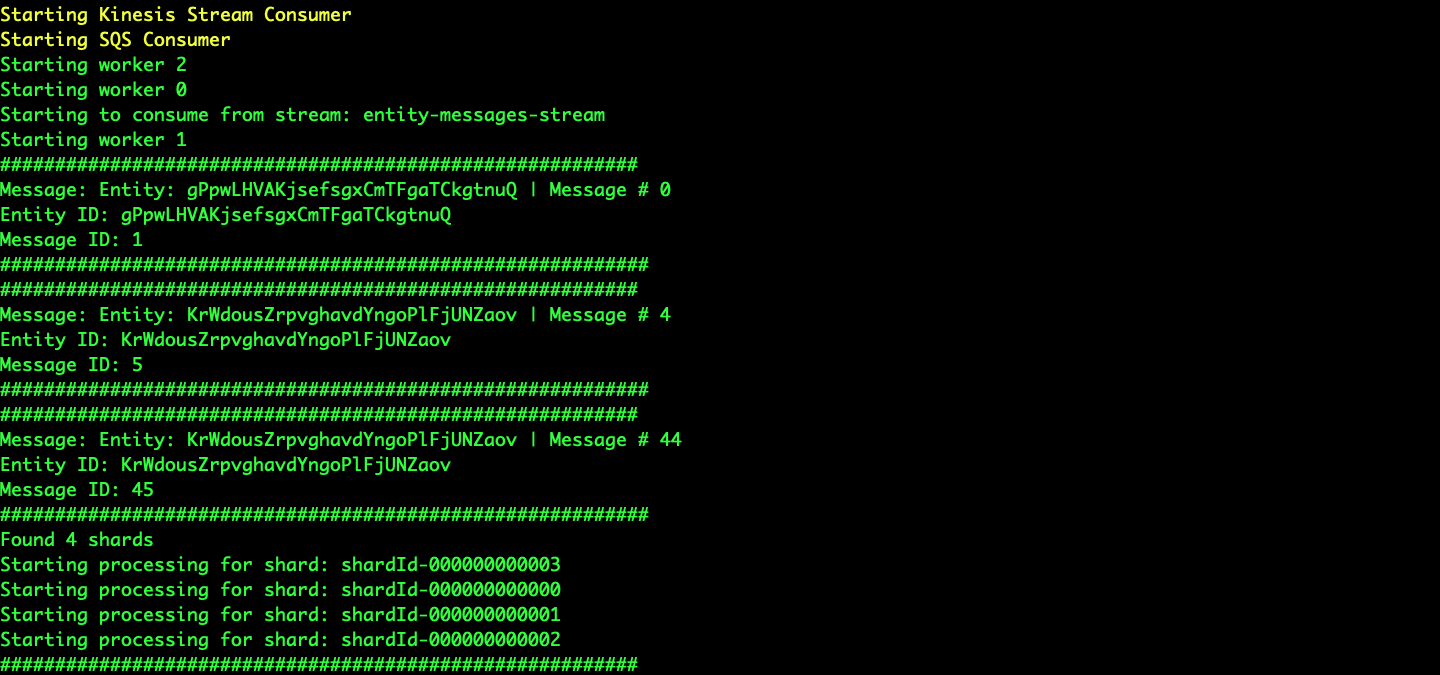 Starting Kinesis Stream Consumer
Starting SQS Consumer
Starting worker 2
Starting worker 0
Starting to consume from stream: entity-messages-stream
Starting worker 1
##########################################################
Message: Entity: gPpwLHVAKjsefsgxCmTFgaTCkgtnuQ | Message # 0
Entity ID: gPpwLHVAKjsefsgxCmTFgaTCkgtnuQ
Message ID: 1
###########################################################
##########################################################
Message: Entity: KrWdousZrpvghavdYngoPlFjUNZaov | Message # 4
Entity ID: KrWdousZrpvghavdYngoPlFjUNZaov
Message ID: 5
###########################################################
##########################################################
Message: Entity: KrWdousZrpvghavdYngoPlFjUNZaov | Message # 44
Entity ID: KrWdousZrpvghavdYngoPlFjUNZaov
Message ID: 45
###########################################################
Found 4 shards
Starting processing for shard: shardId-000000000003
Starting processing for shard: shardId-000000000000
Starting processing for shard: shardId-000000000001
Starting processing for shard: shardId-000000000002
##########################################################